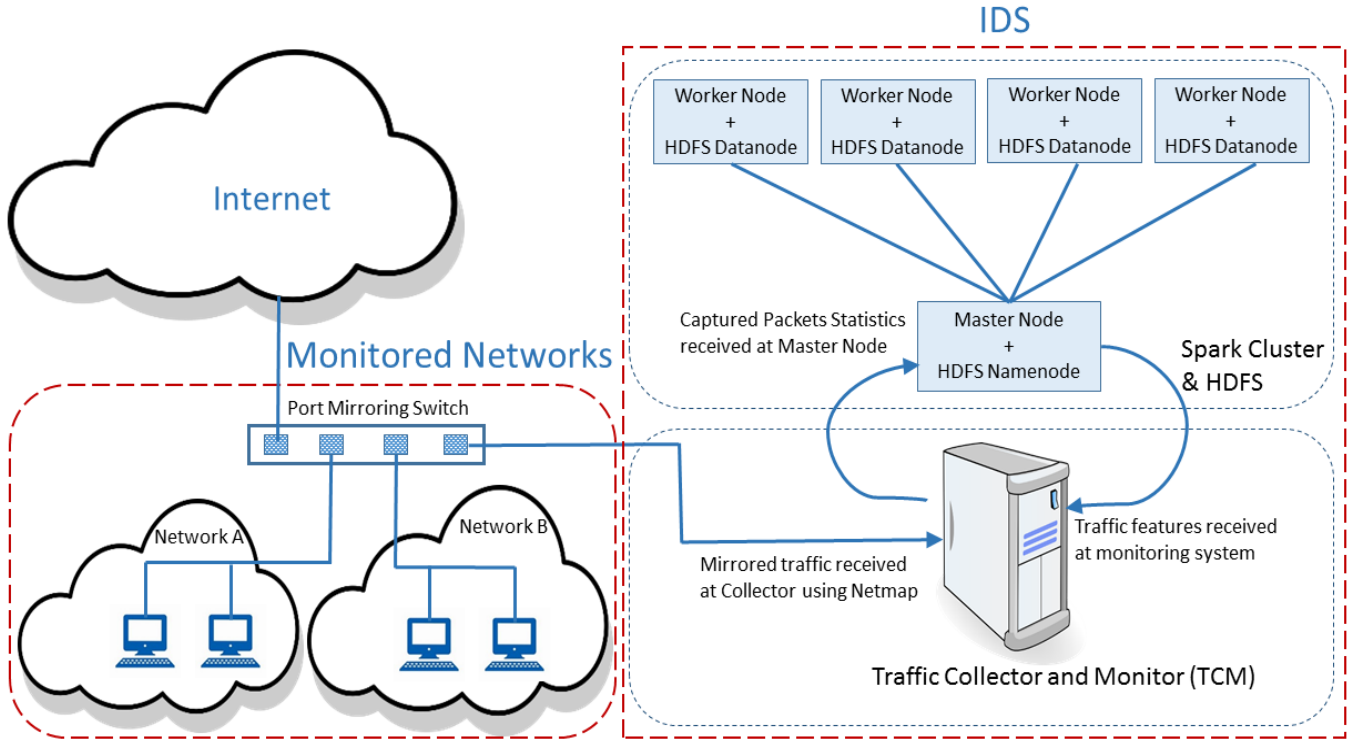 IDS
Worker Node
+
HDFS Datanode
Worker Node
+
HDFS Datanode
Worker Node
+
HDFS Datanode
Worker Node
+
HDFS Datanode
Internet
Captured Packets Statistics
received at Master Node
Master Node
+
HDFS Namenode
Spark Cluster
& HDFS
Monitored Networks
Port Mirroring Switch
Network A
Network B
Mirrored traffic received
at Collector using Netmap
Traffic features received
at monitoring system
Traffic Collector and Monitor (TCM)